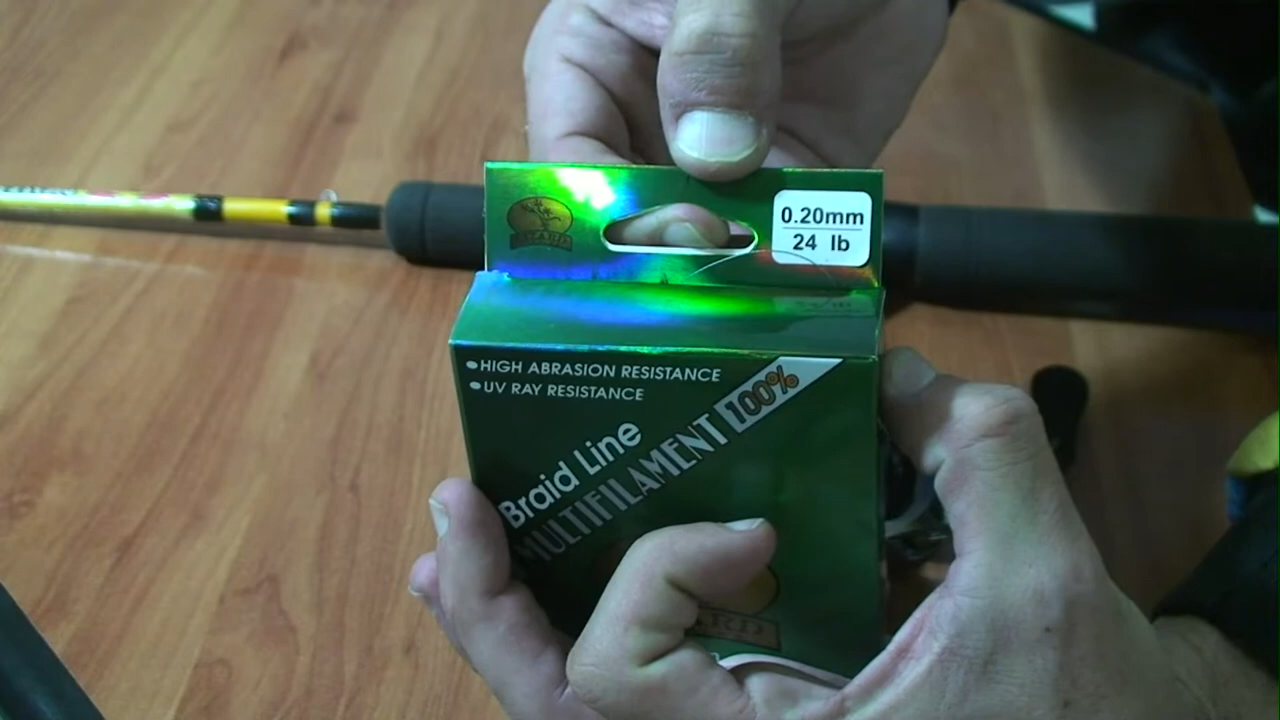 0.20mm
24 lb
•HIGH ABRASION RESISTANCE
•UV RAY RESISTANCE
Braid Line
MULTIFILAMENT 100%